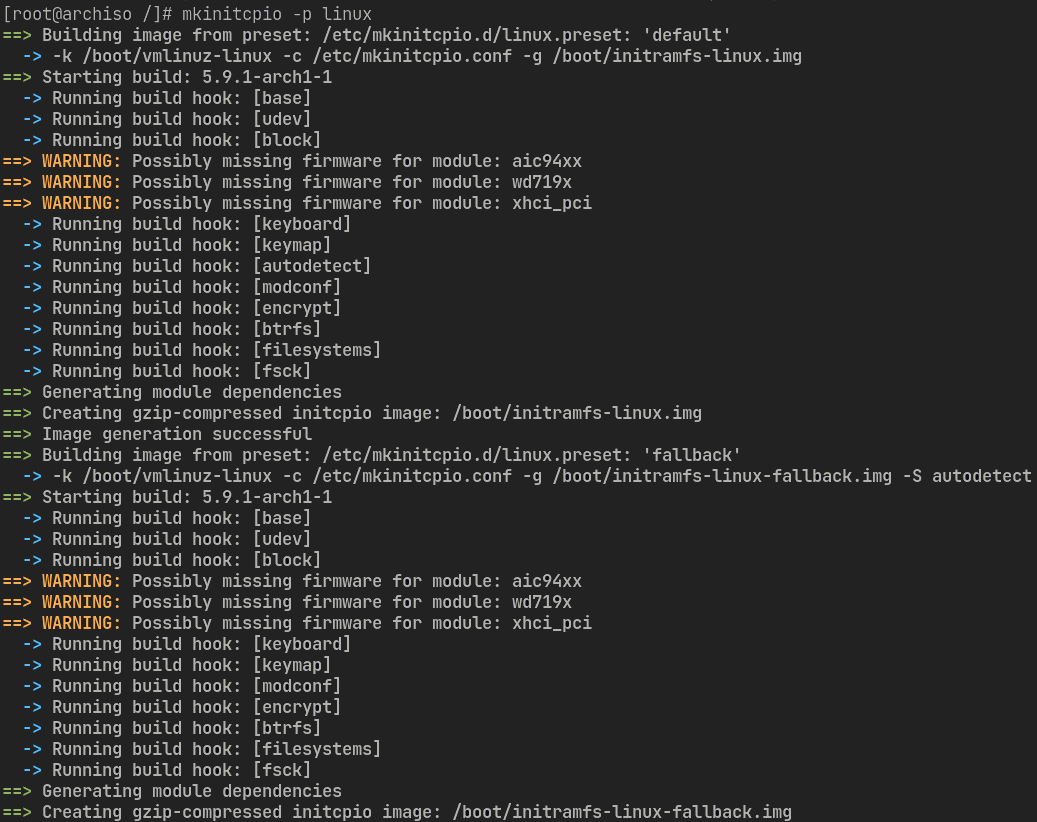 [root@archiso /]# mkinitcpio -p linux
==> Building image from preset: /etc/mkinitcpio.d/linux.preset: 'default'
  -> -k /boot/vmlinuz-linux -c /etc/mkinitcpio.conf -g /boot/initramfs-linux.img
==> Starting build: 5.9.1-arch1-1
  -> Running build hook: [base]
  -> Running build hook: [udev]
  -> Running build hook: [block]
==> WARNING: Possibly missing firmware for module: aic94xx
==> WARNING: Possibly missing firmware for module: wd719x
==> WARNING: Possibly missing firmware for module: xhci_pci
  -> Running build hook: [keyboard]
  -> Running build hook: [keymap]
  -> Running build hook: [autodetect]
  -> Running build hook: [modconf]
  -> Running build hook: [encrypt]
  -> Running build hook: [btrfs]
  -> Running build hook: [filesystems]
  -> Running build hook: [fsck]
==> Generating module dependencies
==> Creating gzip-compressed initcpio image: /boot/initramfs-linux.img
==> Image generation successful
==> Building image from preset: /etc/mkinitcpio.d/linux.preset: 'fallback'
  -> -k /boot/vmlinuz-linux -c /etc/mkinitcpio.conf -g /boot/initramfs-linux-fallback.img -S autodetect
==> Starting build: 5.9.1-arch1-1
  -> Running build hook: [base]
  -> Running build hook: [udev]
  -> Running build hook: [block]
==> WARNING: Possibly missing firmware for module: aic94xx
==> WARNING: Possibly missing firmware for module: wd719x
==> WARNING: Possibly missing firmware for module: xhci_pci
  -> Running build hook: [keyboard]
  -> Running build hook: [keymap]
  -> Running build hook: [modconf]
  -> Running build hook: [encrypt]
  -> Running build hook: [btrfs]
  -> Running build hook: [filesystems]
  -> Running build hook: [fsck]
==> Generating module dependencies
==> Creating gzip-compressed initcpio image: /boot/initramfs-linux-fallback.img